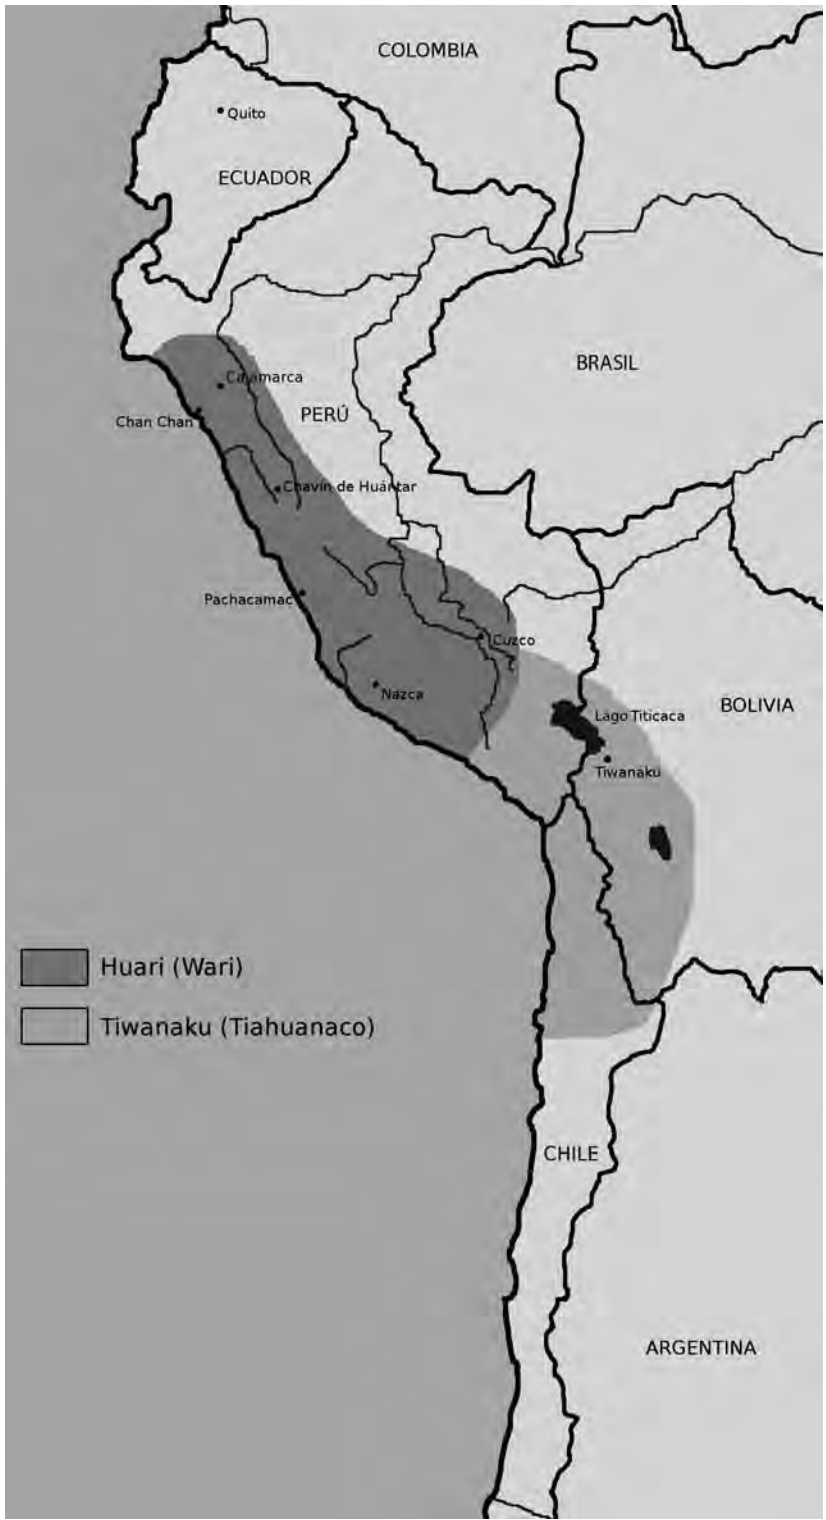 COLOMBIA
Quito
ECUADOR
BRASIL
Cajamarca
PERÚ
Chan Chan
Chavín de Huántar
Pachacamac
Cuzco
Nazca
BOLIVIA
Lago Titicaca
Tiwanaku
Huari (Wari)
Tiwanaku (Tiahuanaco)
CHILE
ARGENTINA